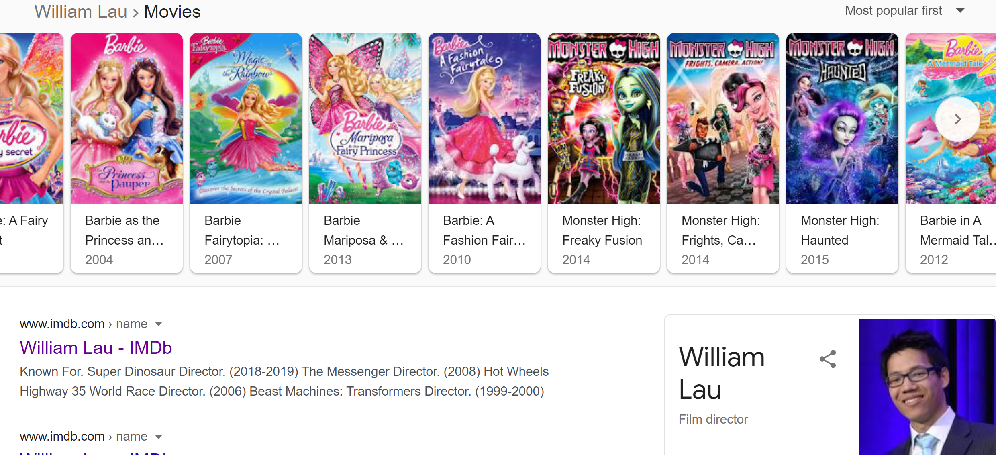 William Lau › Movies
Most popular first
Barbie
y secret
Barbie
Princess
and the
Pauper
Barbie
Fairytopia
Magic
of
the Rainbow
Discover the Secrets of the Crystal Palace!
Barbie
Mariposa
& the
Fairy Princess
Barbie
A Fashion
Fairytale
MONSTER HIGH
FREAKY
FUSION
MONSTER HIGH
FRIGHTS, CAMERA, ACTION!
MONSTER HIGH
HAUNTED
Barbie
in
A Mermaid Tale
2
e: A Fairy
t
Barbie as the
Princess an…
2004
Barbie
Fairytopia: …
2007
Barbie
Mariposa & …
2013
Barbie: A
Fashion Fair…
2010
Monster High:
Freaky Fusion
2014
Monster High:
Frights, Ca…
2014
Monster High:
Haunted
2015
Barbie in A
Mermaid Tal…
2012
www.imdb.com › name
William Lau - IMDb
Known For. Super Dinosaur Director. (2018-2019) The Messenger Director. (2008) Hot Wheels
Highway 35 World Race Director. (2006) Beast Machines: Transformers Director. (1999-2000)
www.imdb.com › name
William
Lau
Film director